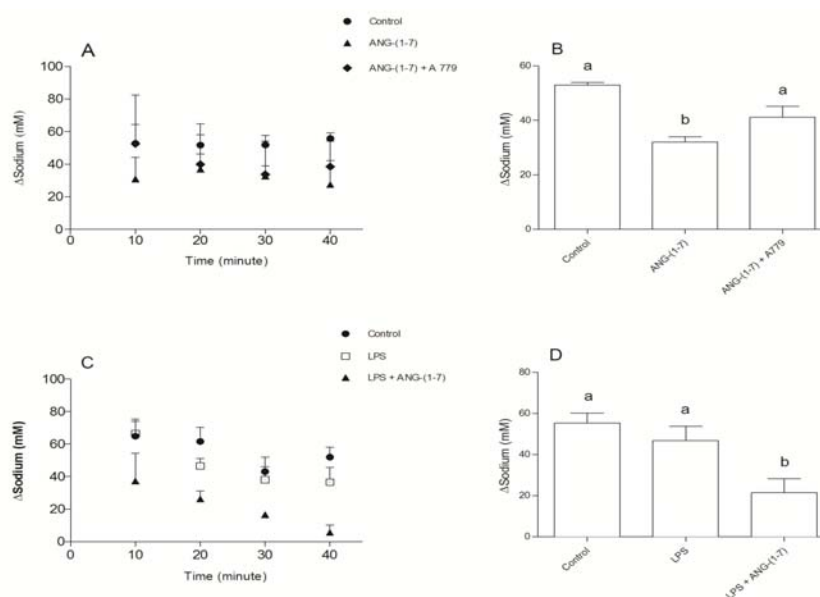 A
● Control
▲ ANG-(1-7)
◆ ANG-(1-7) + A 779
ΔSodium (mM)
100
80
60
40
20
0
0 10 20 30 40
Time (minute)
B
ΔSodium (mM)
60
40
20
0
a
b
a
Control
ANG-(1-7)
ANG-(1-7) + A779
C
● Control
□ LPS
▲ LPS + ANG-(1-7)
ΔSodium (mM)
100
80
60
40
20
0
0 10 20 30 40
Time (minute)
D
ΔSodium (mM)
60
40
20
0
a
a
b
Control
LPS
LPS + ANG-(1-7)